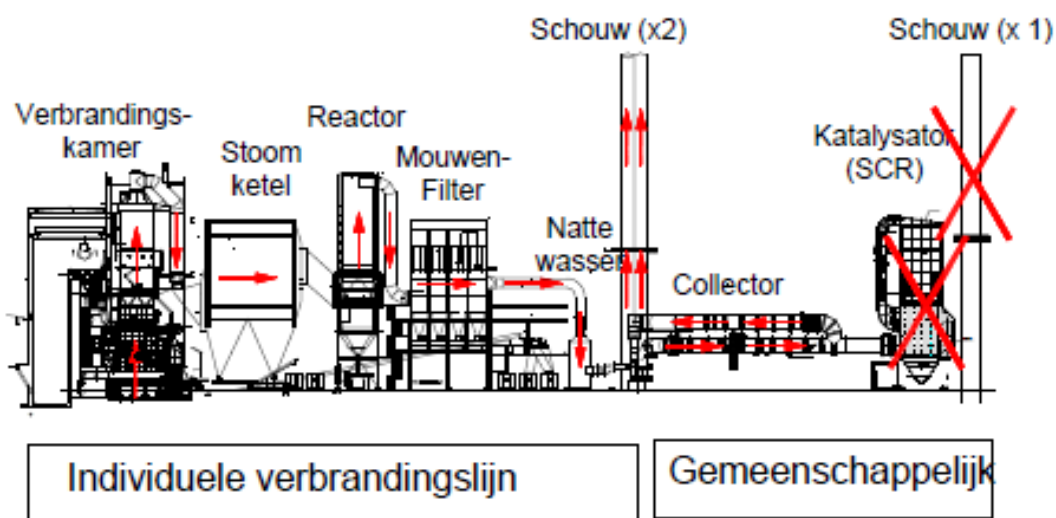 Schouw (x2)
Schouw (x 1)
Verbrandings-
kamer
Stoom
ketel
Reactor
Mouwen-
Filter
Natte
wasser
Collector
Katalysator
(SCR)
Individuele verbrandingslijn
Gemeenschappelijk